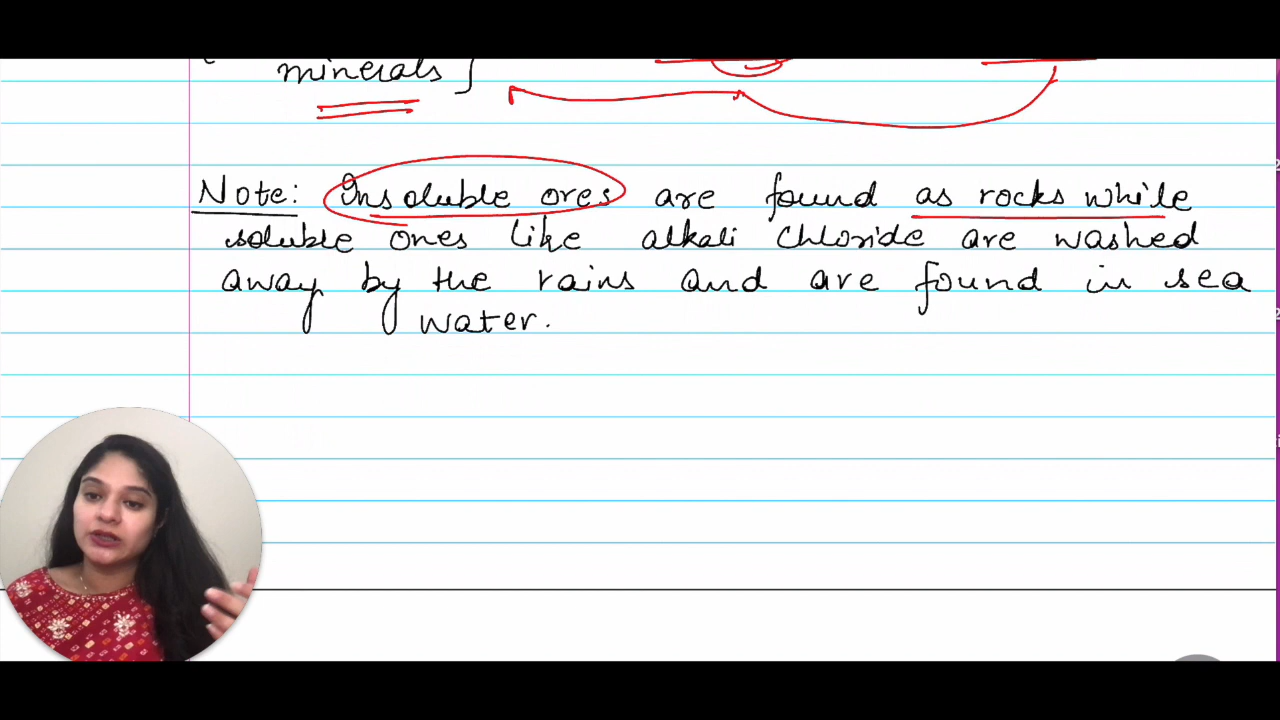 minerals ]
Note: Insoluble ores are found as rocks while
soluble ones like alkali chloride are washed
away by the rains and are found in sea
water.